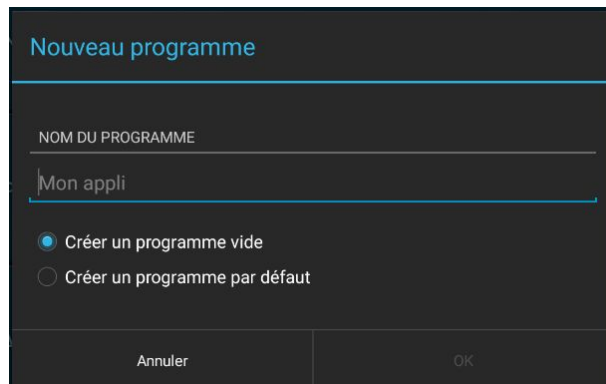 Nouveau programme
NOM DU PROGRAMME
Mon appli
Créer un programme vide
Créer un programme par défaut
Annuler
OK